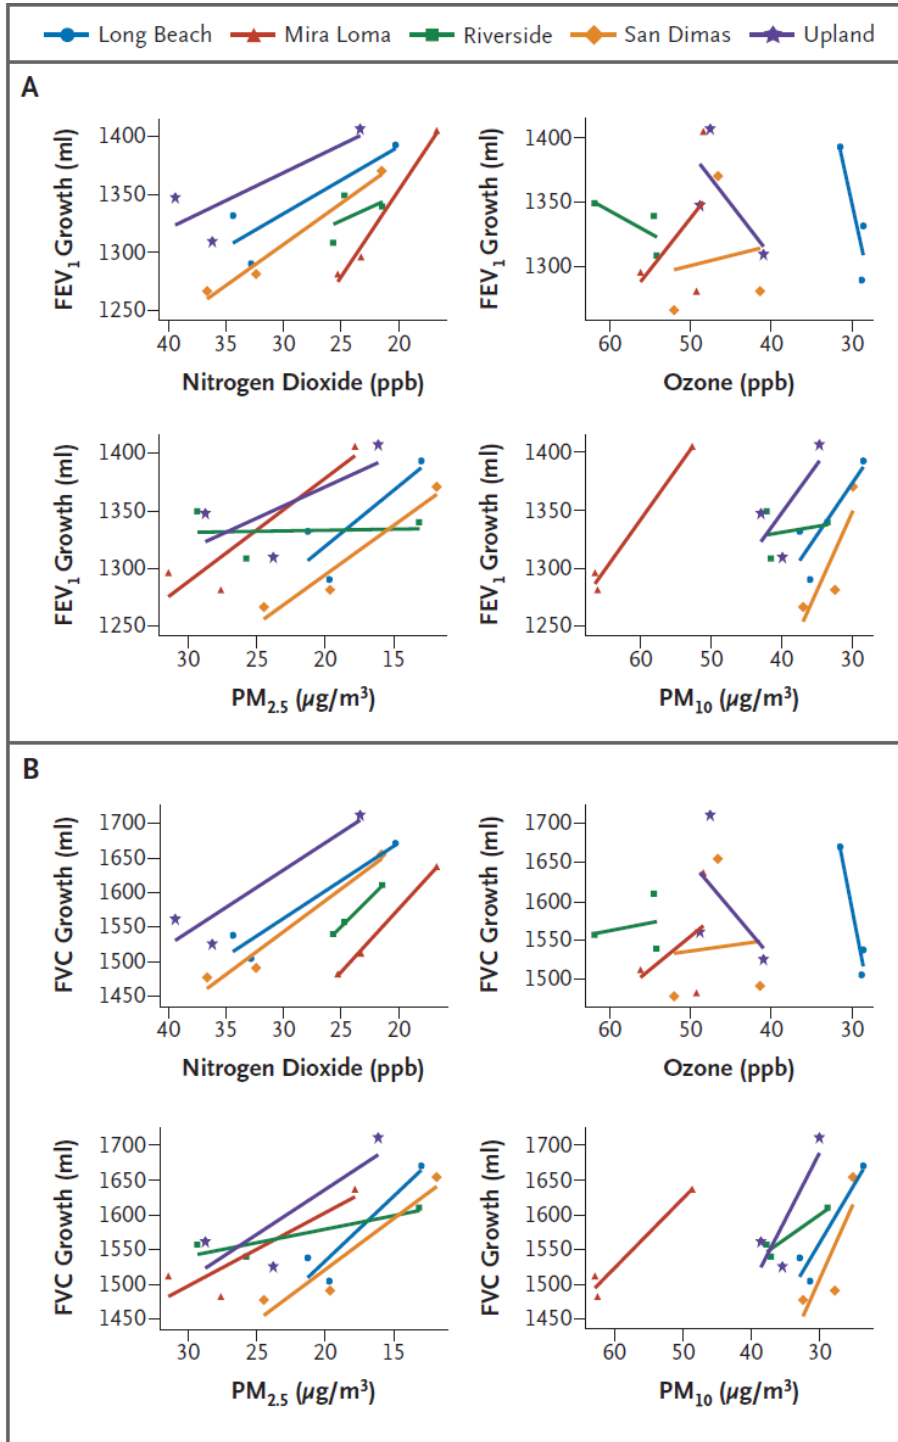 Long Beach Mira Loma Riverside San Dimas Upland
A
FEV₁ Growth (ml)
1400
1350
1300
1250
40 35 30 25 20
Nitrogen Dioxide (ppb)
FEV₁ Growth (ml)
1400
1300
60 50 40 30
Ozone (ppb)
FEV₁ Growth (ml)
1400
1350
1300
1250
30 25 20 15
PM₂.₅ (µg/m³)
FEV₁ Growth (ml)
1400
1350
1300
1250
60 50 40 30
PM₁₀ (µg/m³)
B
FVC Growth (ml)
1700
1650
1600
1550
1500
1450
40 35 30 25 20
Nitrogen Dioxide (ppb)
FVC Growth (ml)
1700
1650
1600
1550
1500
60 50 40 30
Ozone (ppb)
FVC Growth (ml)
1700
1650
1600
1550
1500
1450
30 25 20 15
PM₂.₅ (µg/m³)
FVC Growth (ml)
1700
1650
1600
1550
1500
1450
60 50 40 30
PM₁₀ (µg/m³)